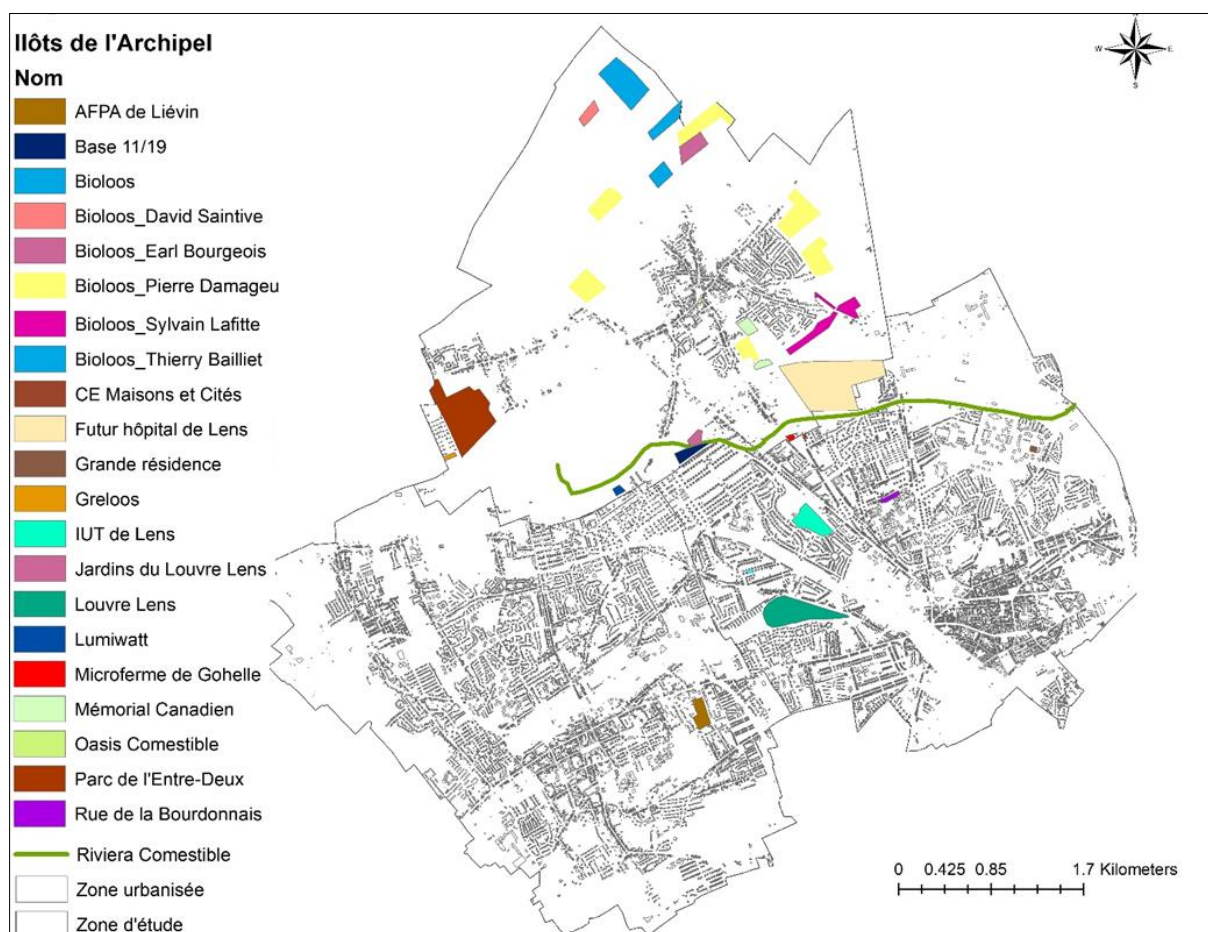 Ilôts de l'Archipel
Nom
AFPA de Liévin
Base 11/19
Bioloos
Bioloos_David Saintive
Bioloos_Earl Bourgeois
Bioloos_Pierre Damageu
Bioloos_Sylvain Lafitte
Bioloos_Thierry Bailliet
CE Maisons et Cités
Futur hôpital de Lens
Grande résidence
Greloos
IUT de Lens
Jardins du Louvre Lens
Louvre Lens
Lumiwatt
Microferme de Gohelle
Mémorial Canadien
Oasis Comestible
Parc de l'Entre-Deux
Rue de la Bourdonnais
Riviera Comestible
Zone urbanisée
Zone d'étude
W E
S
0 0.425 0.85 1.7 Kilometers